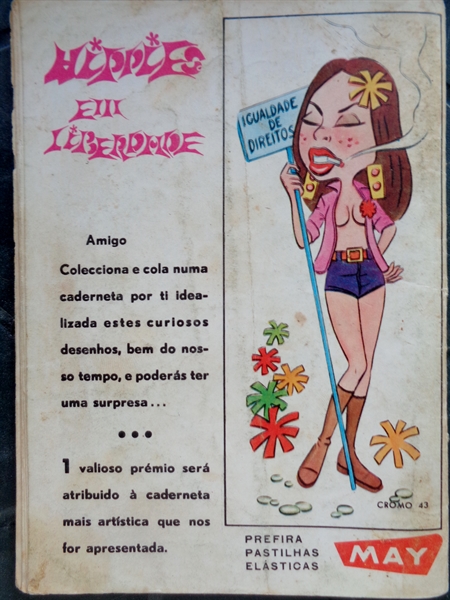 Hippies
em
liberdade
IGUALDADE
DE
DIREITOS
Amigo
Colecciona e cola numa
caderneta por ti idea-
lizada estes curiosos
desenhos, bem do nos-
so tempo, e poderás ter
uma surpresa...
● ● ●
1 valioso prémio será
atribuído à caderneta
mais artística que nos
for apresentada.
CROMO 43
PREFIRA
PASTILHAS
ELÁSTICAS
MAY